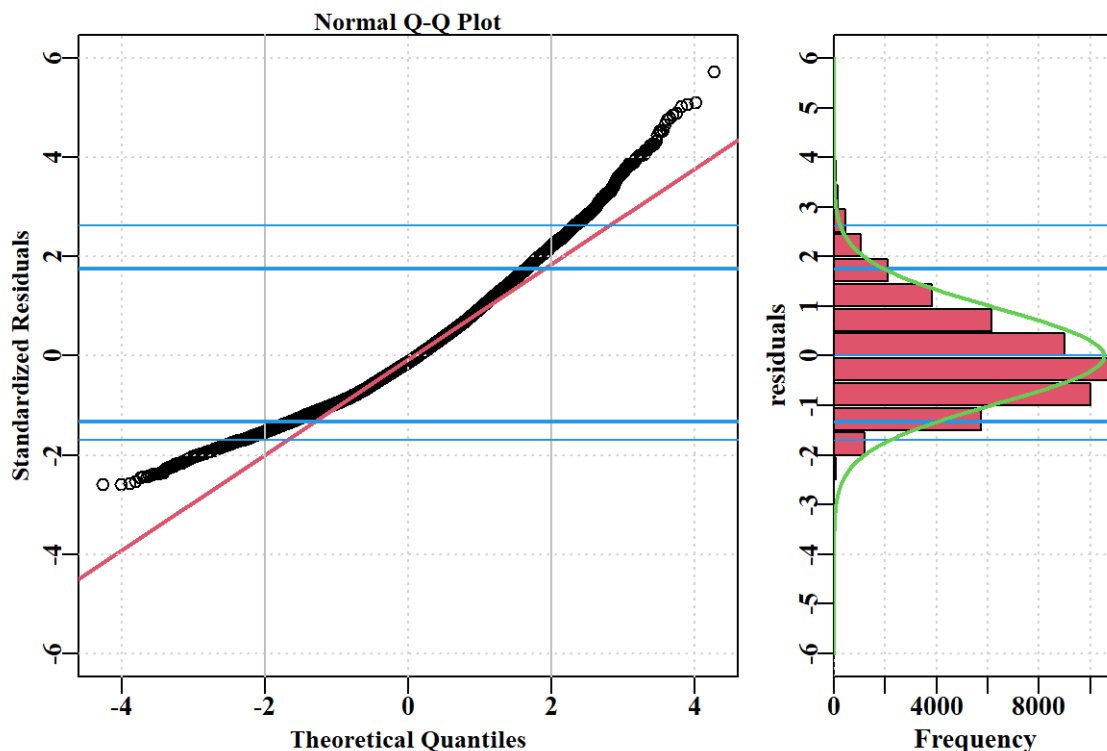 Normal Q-Q Plot
Standardized Residuals
6
4
2
0
-2
-4
-6
-4 -2 0 2 4
Theoretical Quantiles
residuals
6
5
4
3
2
1
0
-1
-2
-3
-4
-5
-6
0 4000 8000
Frequency